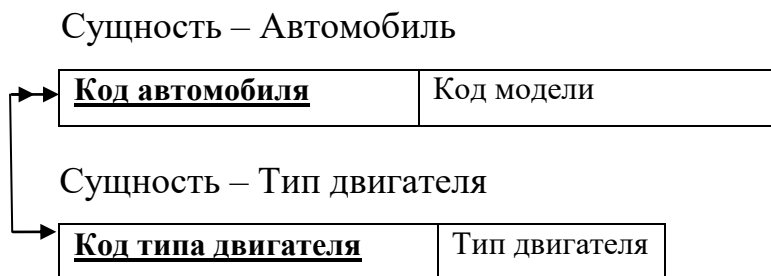 Сущность – Автомобиль
Код автомобиля Код модели
Сущность – Тип двигателя
Код типа двигателя Тип двигателя